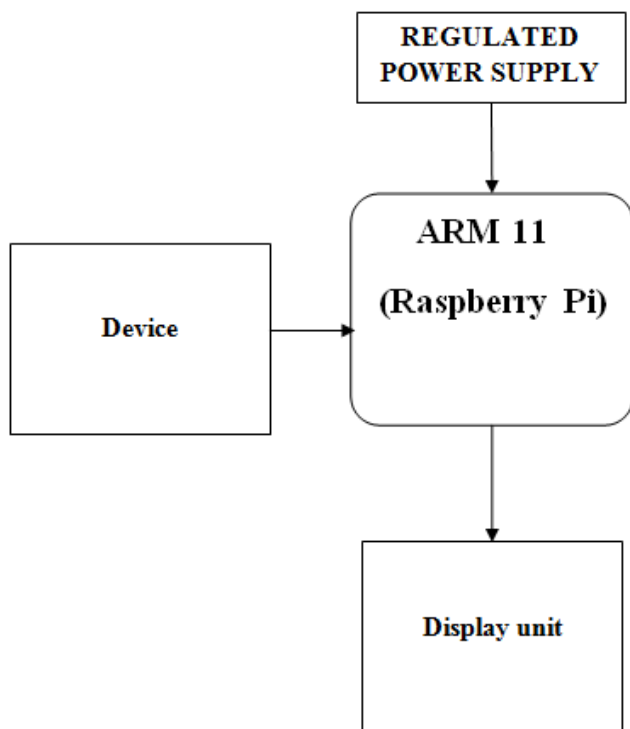 REGULATED
POWER SUPPLY
ARM 11
(Raspberry Pi)
Device
Display unit